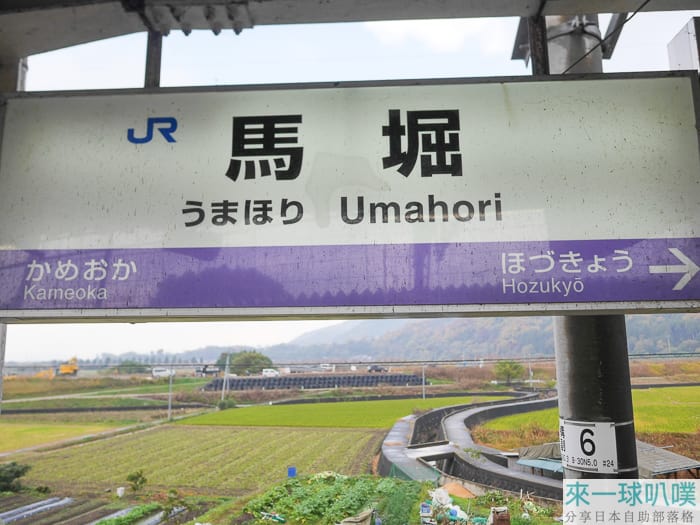 JR
馬堀
うまほり Umahori
かめおか
Kameoka
ほづきょう
Hozukyō
6
來一球叭噗
分享日本自助部落格